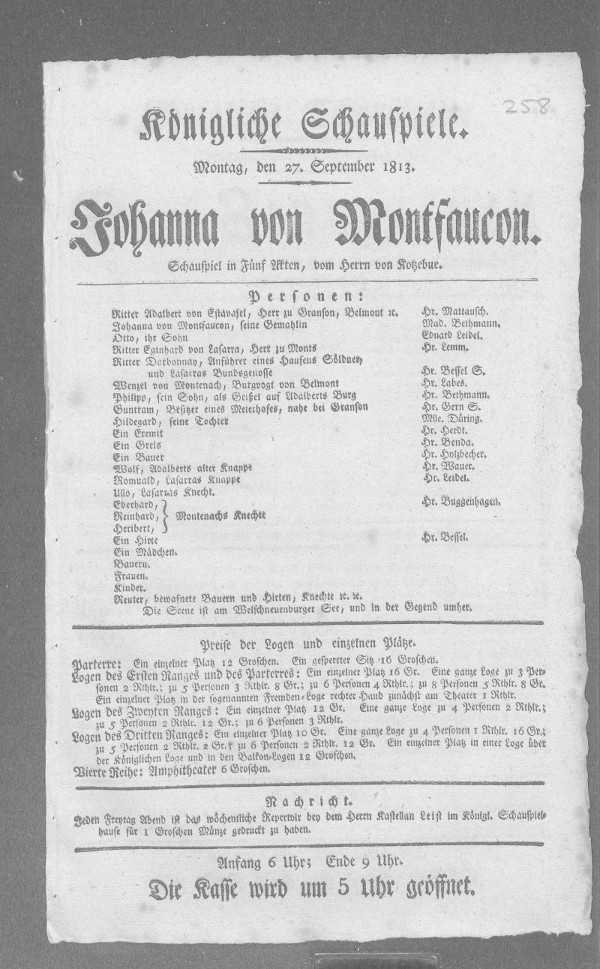 258
Königliche Schauspiele.
Montag, den 27. September 1813.
Johanna von Montfaucon.
Schauspiel in Fünf Akten, vom Herrn von Kotzebue.
Personen:
Ritter Adalbert von Estavajel, Herr zu Granson, Belmont ꝛc. Hr. Mattausch.
Johanna von Montfaucon, seine Gemahlin Mad. Bethmann.
Otto, ihr Sohn Eduard Leidel.
Ritter Eginhard von Lasarra, Herr zu Monts Hr. Lemm.
Ritter Darbonnay, Anführer eines Haufens Söldner,
und Lasarras Bundsgenosse Hr. Bessel S.
Wenzel von Montenach, Burgvogt von Belmont Hr. Labes.
Philipp, sein Sohn, als Geißel auf Adalberts Burg Hr. Bethmann.
Guntram, Besitzer eines Meierhofes, nahe bei Granson Hr. Gern S.
Hildegard, seine Tochter Mlle. Düring.
Ein Eremit Hr. Herdt.
Ein Greis Hr. Benda.
Ein Bauer Hr. Holzbecher.
Wolf, Adalberts alter Knappe Hr. Wauer.
Romuald, Lasarras Knappe Hr. Leidel.
Ullo, Lasarras Knecht.
Eberhard, Hr. Buggenhagen.
Reinhard, Montenachs Knechte
Heribert,
Ein Hirte Hr. Bessel.
Ein Mädchen.
Bauern.
Frauen.
Kinder.
Reuter, bewafnete Bauern und Hirten, Knechte ꝛc. ꝛc.
Die Scene ist am Welschneuenburger See, und in der Gegend umher.
Preise der Logen und einzelnen Plätze.
Parterre: Ein einzelner Platz 12 Groschen. Ein gesperrter Sitz 16 Groschen.
Logen des Ersten Ranges und des Parterres: Ein einzelner Platz 16 Gr. Eine ganze Loge zu 3 Per-
sonen 2 Rthlr.; zu 5 Personen 3 Rthlr. 8 Gr.; zu 6 Personen 4 Rthlr.; zu 8 Personen 5 Rthlr. 8 Gr.
Ein einzelner Platz in der sogenannten Fremden-Loge rechter Hand zunächst am Theater 1 Rthlr.
Logen des Zweyten Ranges: Ein einzelner Platz 12 Gr. Eine ganze Loge zu 4 Personen 2 Rthlr.;
zu 5 Personen 2 Rthlr. 12 Gr.; zu 6 Personen 3 Rthlr.
Logen des Dritten Ranges: Ein einzelner Platz 10 Gr. Eine ganze Loge zu 4 Personen 1 Rthlr. 16 Gr.;
zu 5 Personen 2 Rthlr. 2 Gr.; zu 6 Personen 2 Rthlr. 12 Gr. Ein einzelner Platz in einer Loge über
der Königlichen Loge und in den Balkon-Logen 12 Groschen.
Vierte Reihe: Amphitheater 6 Groschen.
Nachricht.
Jeden Freytag Abend ist das wöchentliche Repertoir bey dem Herrn Kastellan Leist im Königl. Schauspiel-
hause für 1 Groschen Münze gedruckt zu haben.
Anfang 6 Uhr; Ende 9 Uhr.
Die Kasse wird um 5 Uhr geöffnet.